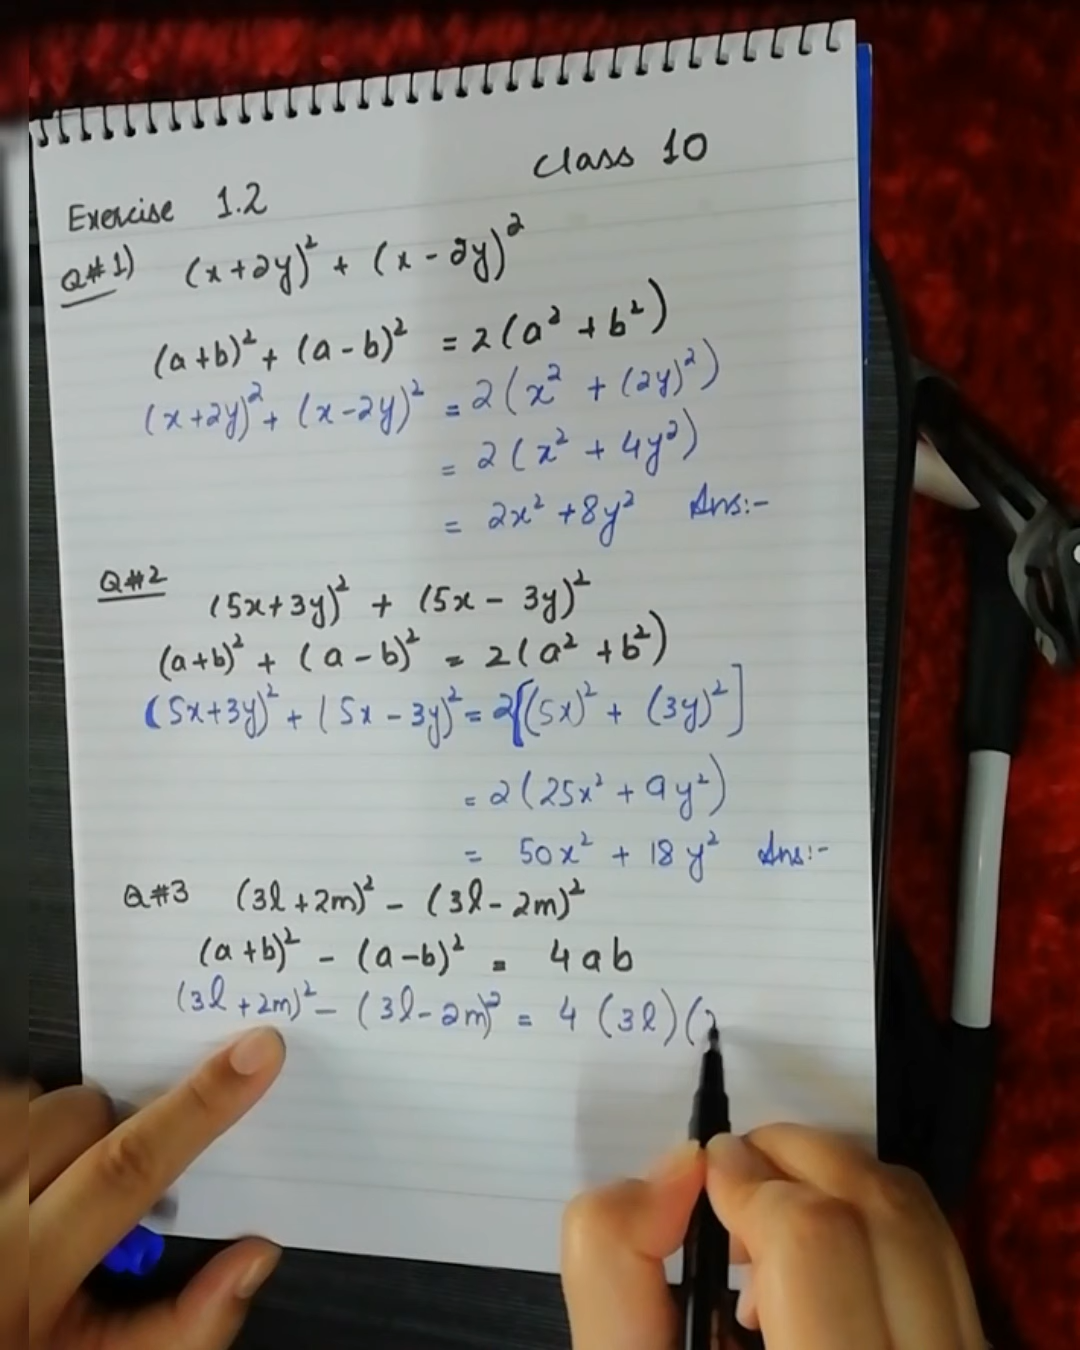 Class 10
Exercise 1.2
Q#1) (x+2y)² + (x-2y)²
(a+b)² + (a-b)² = 2(a² + b²)
(x+2y)² + (x-2y)² = 2(x² + (2y)²)
= 2(x² + 4y²)
= 2x² + 8y² Ans:-
Q#2
(5x+3y)² + (5x - 3y)²
(a+b)² + (a-b)² = 2(a² + b²)
(5x+3y)² + (5x - 3y)² = 2[(5x)² + (3y)²]
= 2(25x² + 9y²)
= 50x² + 18y² Ans:-
Q#3 (3l+2m)² - (3l-2m)²
(a+b)² - (a-b)² = 4ab
(3l+2m)² - (3l-2m)² = 4(3l)(